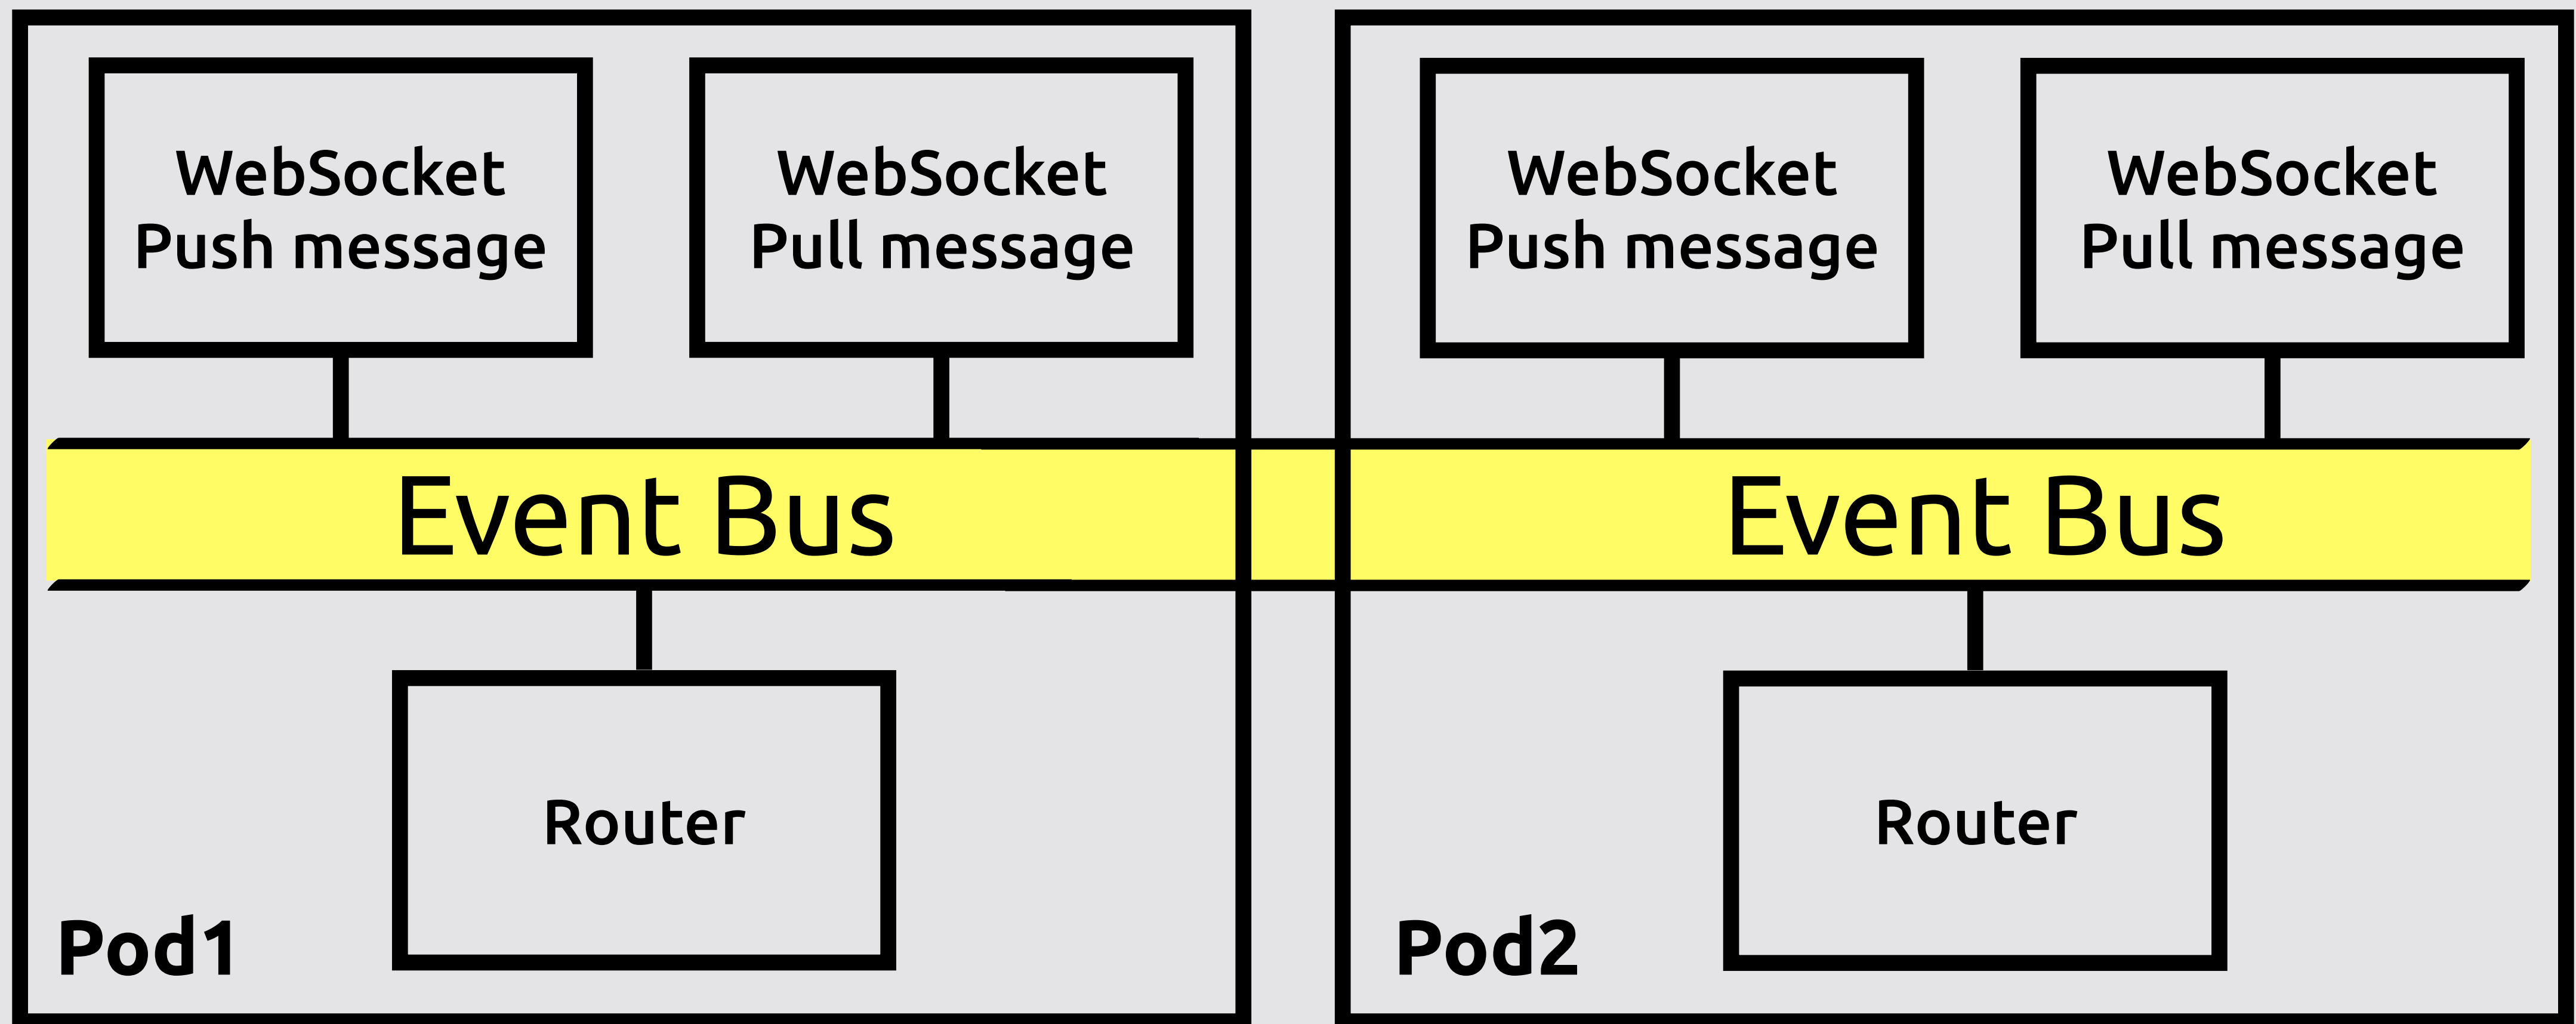 WebSocket
Push message
WebSocket
Pull message
Event Bus
Router
Pod1
WebSocket
Push message
WebSocket
Pull message
Event Bus
Router
Pod2